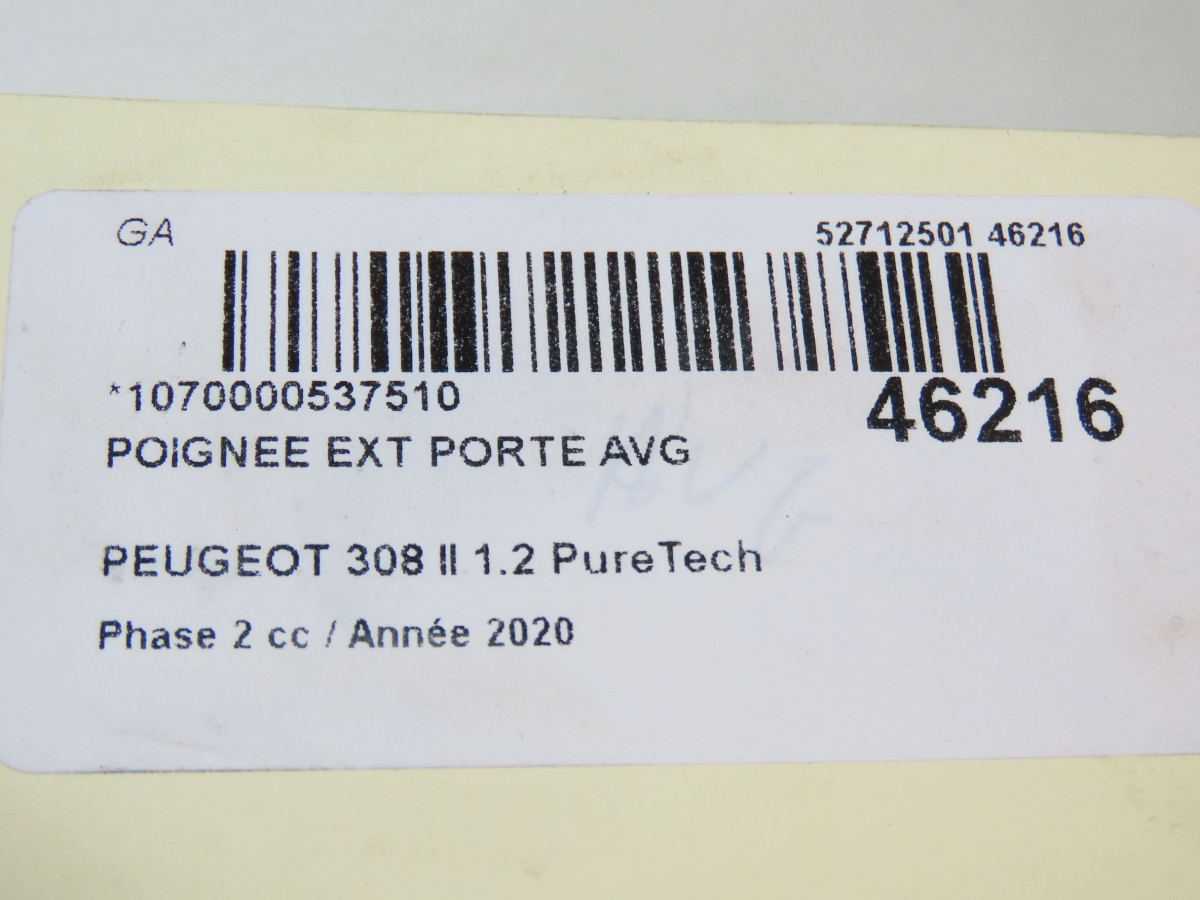 GA
52712501 46216
*1070000537510
46216
POIGNEE EXT PORTE AVG
AVG
PEUGEOT 308 II 1.2 PureTech
Phase 2 cc / Année 2020